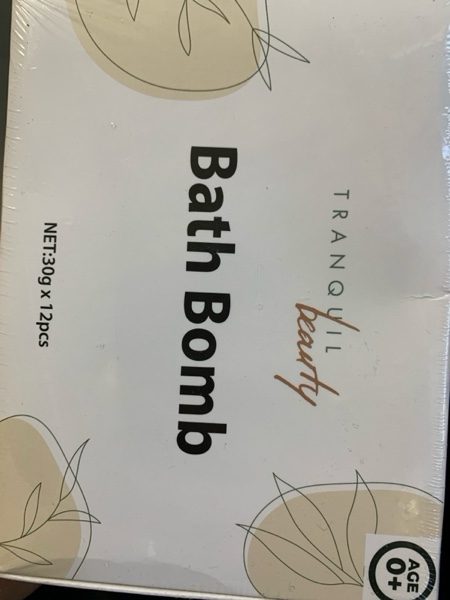 TRANQUIL
beauty
Bath Bomb
NET:30g x 12pcs
AGE
0+